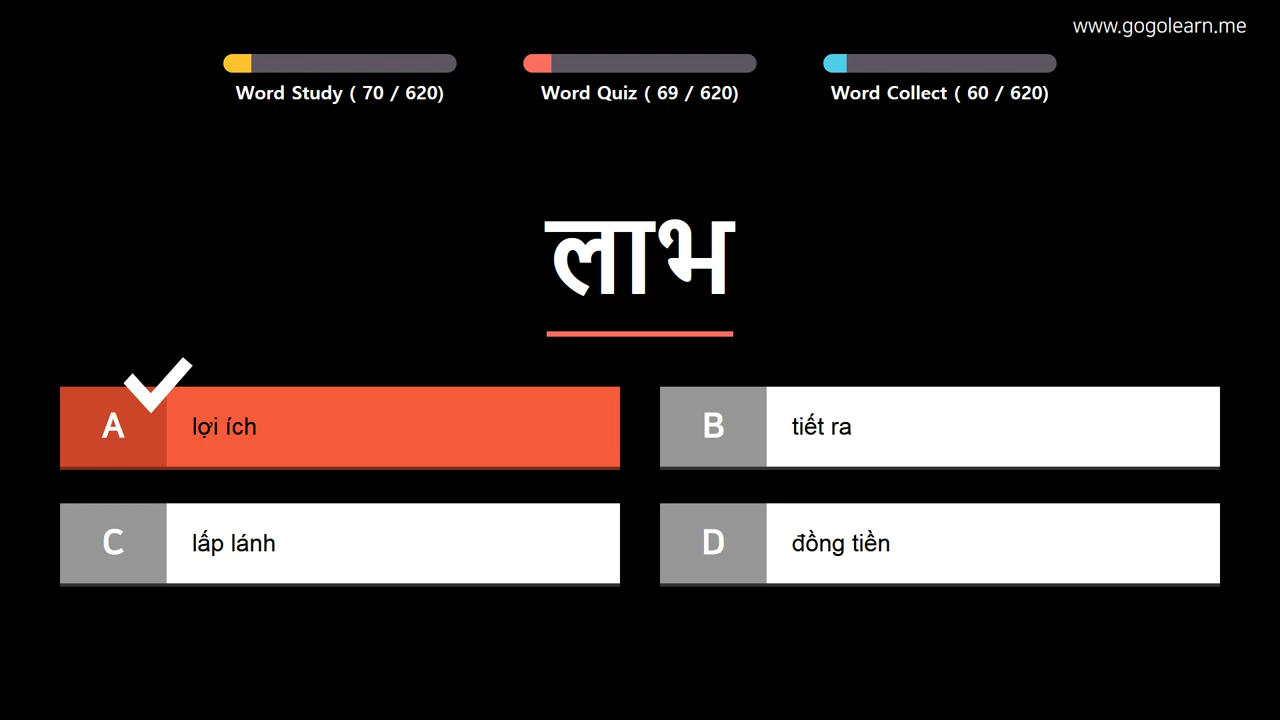 www.gogolearn.me
Word Study ( 70 / 620)
Word Quiz ( 69 / 620)
Word Collect ( 60 / 620)
लाभ
A lợi ích
B tiết ra
C lấp lánh
D đồng tiền